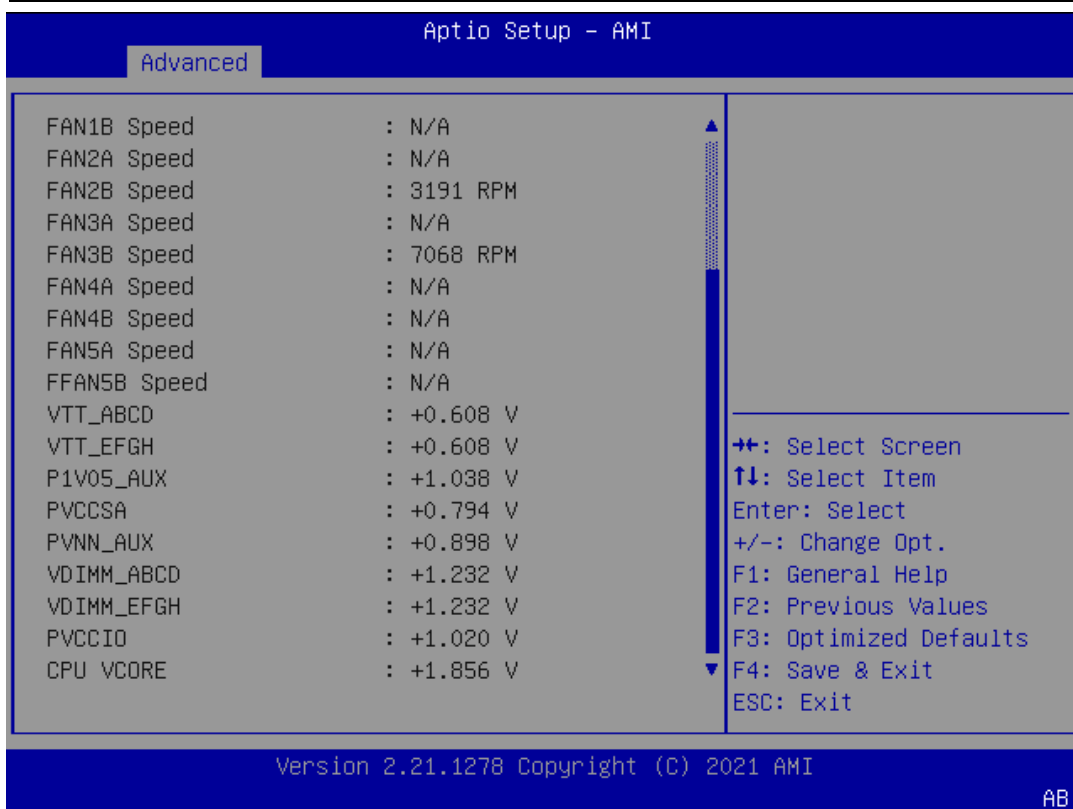 Aptio Setup – AMI
Advanced
FAN1B Speed : N/A
FAN2A Speed : N/A
FAN2B Speed : 3191 RPM
FAN3A Speed : N/A
FAN3B Speed : 7068 RPM
FAN4A Speed : N/A
FAN4B Speed : N/A
FAN5A Speed : N/A
FFAN5B Speed : N/A
VTT_ABCD : +0.608 V
VTT_EFGH : +0.608 V
P1V05_AUX : +1.038 V
PVCCSA : +0.794 V
PVNN_AUX : +0.898 V
VDIMM_ABCD : +1.232 V
VDIMM_EFGH : +1.232 V
PVCCIO : +1.020 V
CPU VCORE : +1.856 V
→←: Select Screen
↑↓: Select Item
Enter: Select
+/-: Change Opt.
F1: General Help
F2: Previous Values
F3: Optimized Defaults
F4: Save & Exit
ESC: Exit
Version 2.21.1278 Copyright (C) 2021 AMI
AB